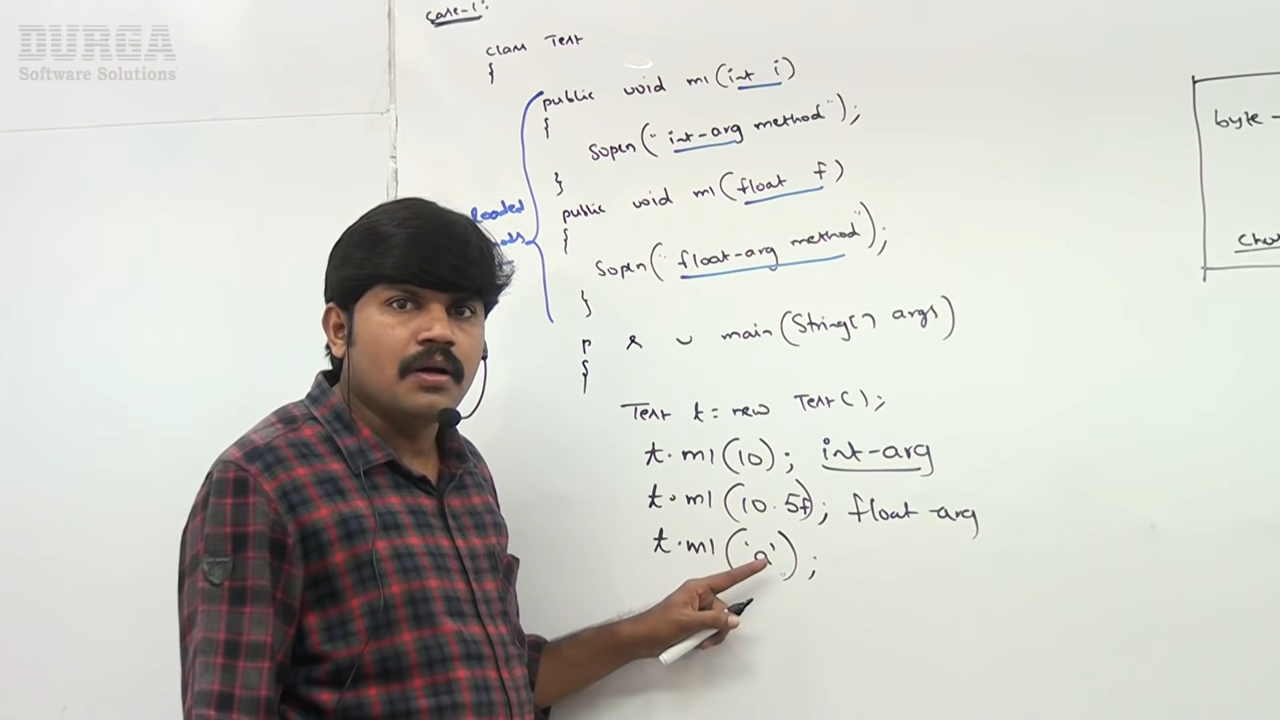 DURGA
Software Solutions
Case-1:
class Test
{
public void m1(int i)
{
Sopln("int-arg method");
}
public void m1(float f)
{
Sopln("float-arg method");
}
p s v main(String[] args)
{
Test t = new Test();
t.m1(10); int-arg
t.m1(10.5f); float-arg
t.m1('a');
byte -